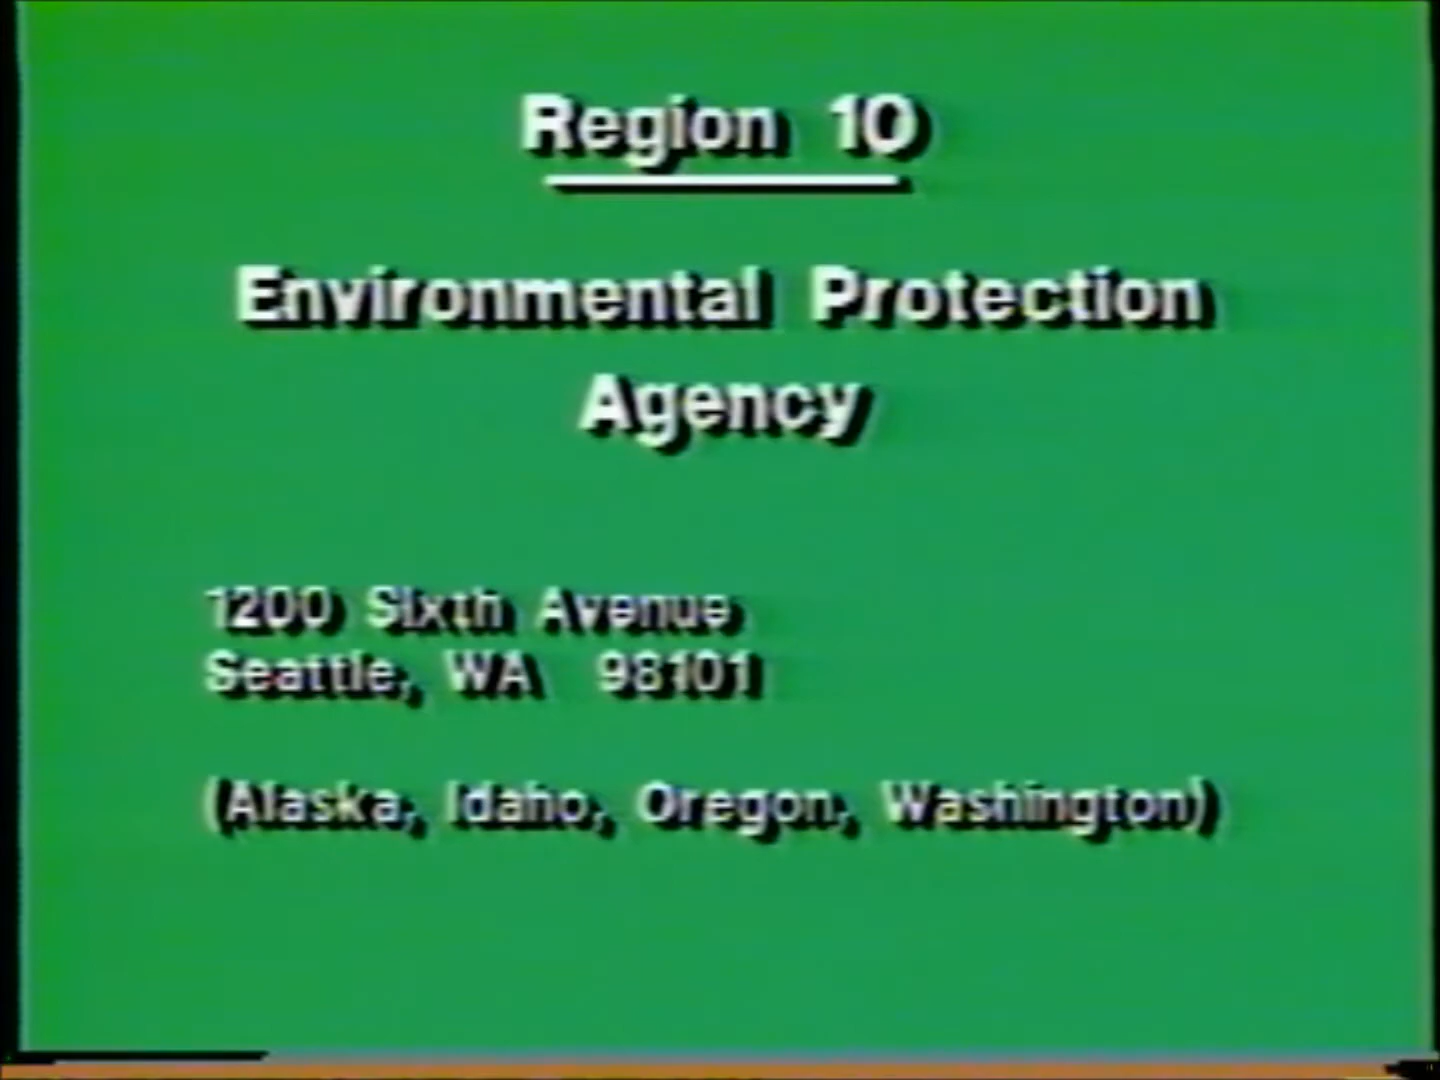 Region 10
Environmental Protection
Agency
1200 Sixth Avenue
Seattle, WA 98101
(Alaska, Idaho, Oregon, Washington)